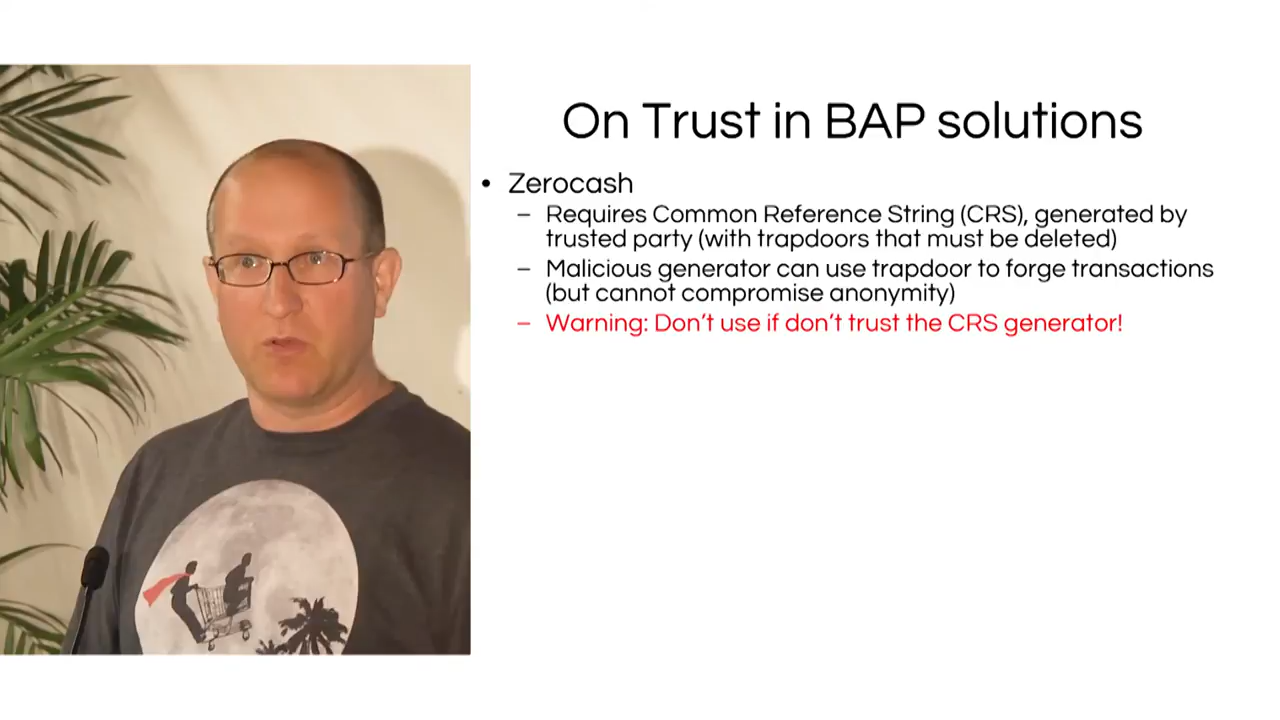 On Trust in BAP solutions
• Zerocash
– Requires Common Reference String (CRS), generated by
trusted party (with trapdoors that must be deleted)
– Malicious generator can use trapdoor to forge transactions
(but cannot compromise anonymity)
– Warning: Don't use if don't trust the CRS generator!